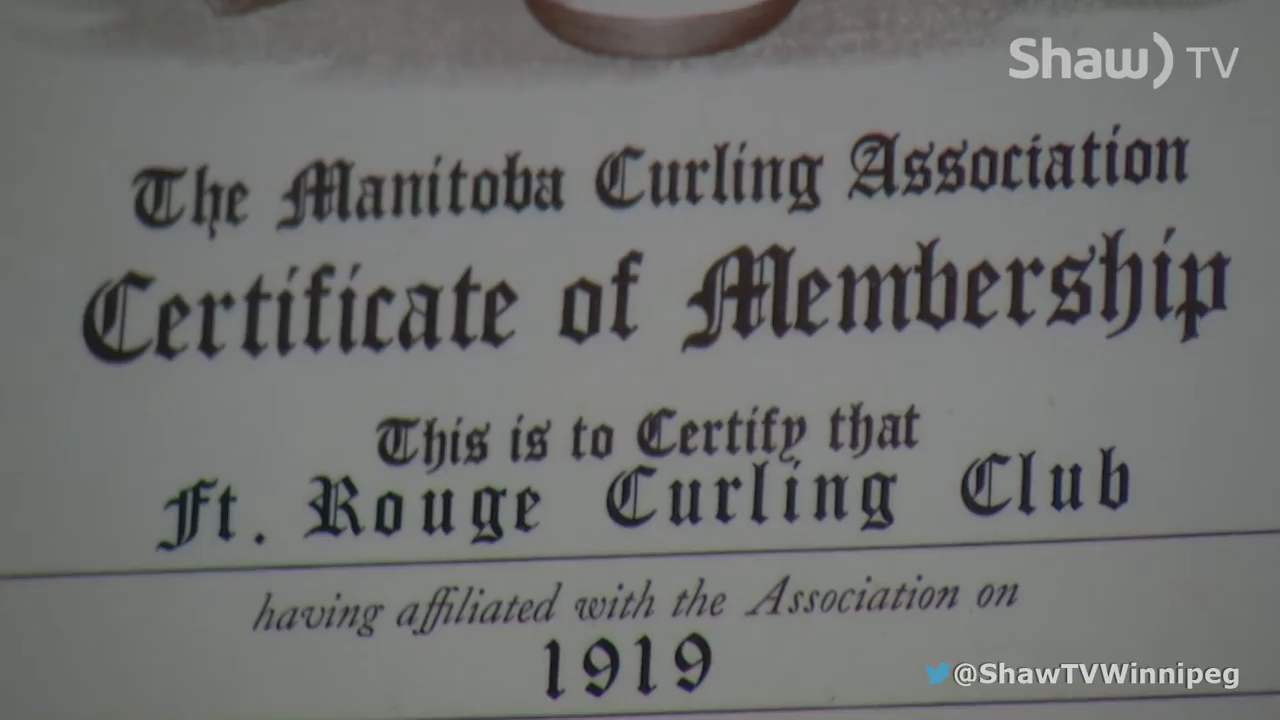 Shaw) TV
The Manitoba Curling Association
Certificate of Membership
This is to Certify that
Ft. Rouge Curling Club
having affiliated with the Association on
1919
@ShawTVWinnipeg